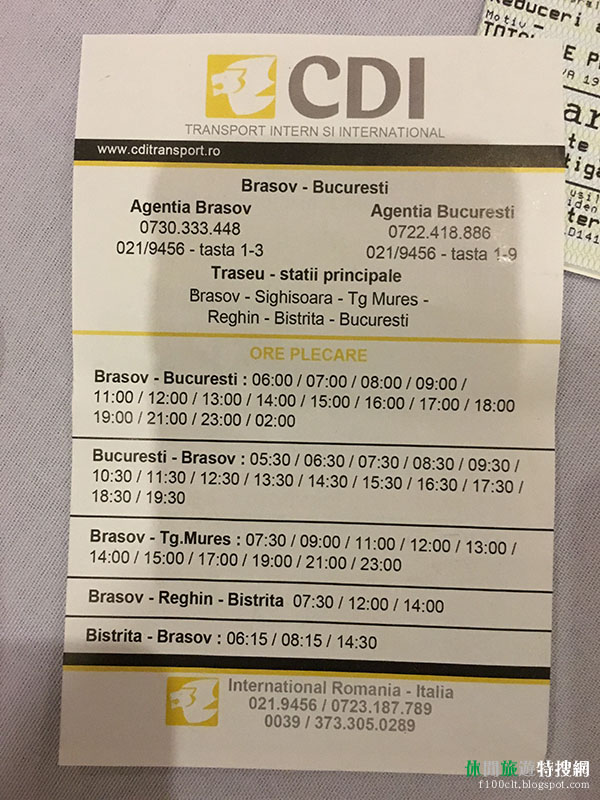 CDI
TRANSPORT INTERN SI INTERNATIONAL
www.cditransport.ro
Brasov - Bucuresti
Agentia Brasov
0730.333.448
021/9456 - tasta 1-3
Agentia Bucuresti
0722.418.886
021/9456 - tasta 1-9
Traseu - statii principale
Brasov - Sighisoara - Tg Mures -
Reghin - Bistrita - Bucuresti
ORE PLECARE
Brasov - Bucuresti : 06:00 / 07:00 / 08:00 / 09:00 /
11:00 / 12:00 / 13:00 / 14:00 / 15:00 / 16:00 / 17:00 / 18:00
19:00 / 21:00 / 23:00 / 02:00
Bucuresti - Brasov : 05:30 / 06:30 / 07:30 / 08:30 / 09:30 /
10:30 / 11:30 / 12:30 / 13:30 / 14:30 / 15:30 / 16:30 / 17:30 /
18:30 / 19:30
Brasov - Tg.Mures : 07:30 / 09:00 / 11:00 / 12:00 / 13:00 /
14:00 / 15:00 / 17:00 / 19:00 / 21:00 / 23:00
Brasov - Reghin - Bistrita 07:30 / 12:00 / 14:00
Bistrita - Brasov : 06:15 / 08:15 / 14:30
International Romania - Italia
021.9456 / 0723.187.789
0039 / 373.305.0289
Reduceri
Motiv -
休閒旅遊特搜網
f100clt.blogspot.com